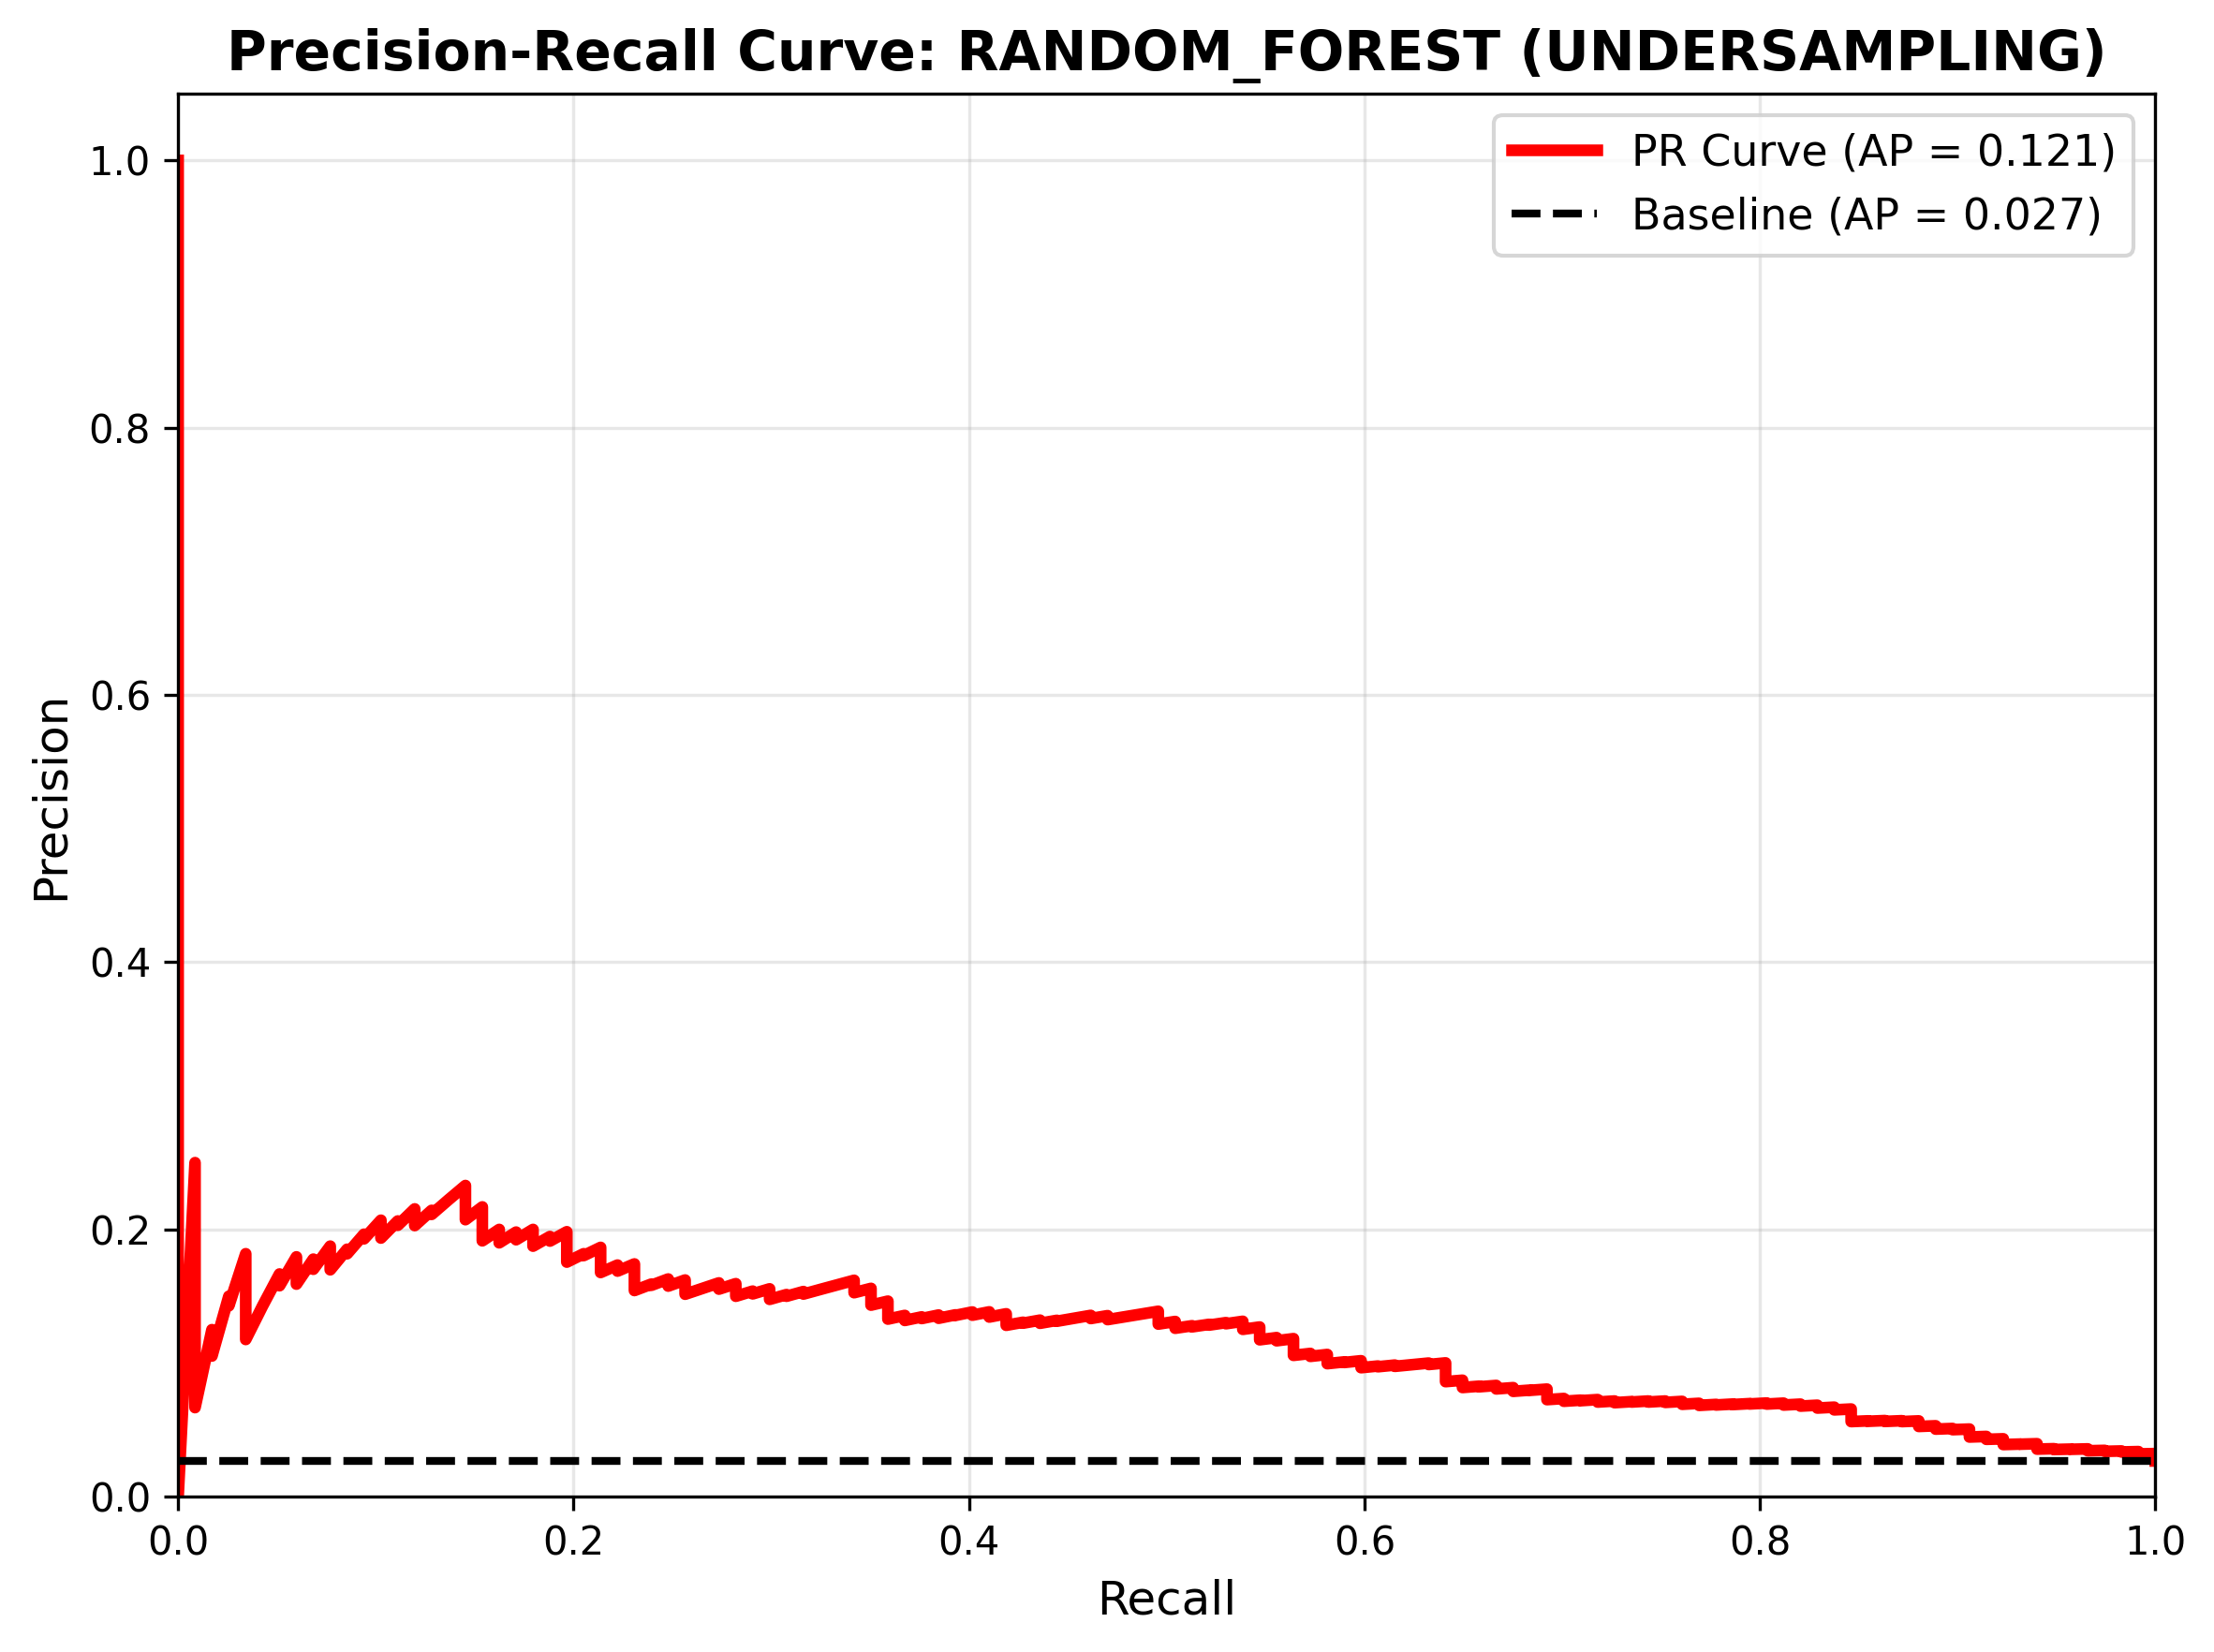 Precision-Recall Curve: RANDOM_FOREST (UNDERSAMPLING)
PR Curve (AP = 0.121)
Baseline (AP = 0.027)
Precision
1.0
0.8
0.6
0.4
0.2
0.0
0.0 0.2 0.4 0.6 0.8 1.0
Recall